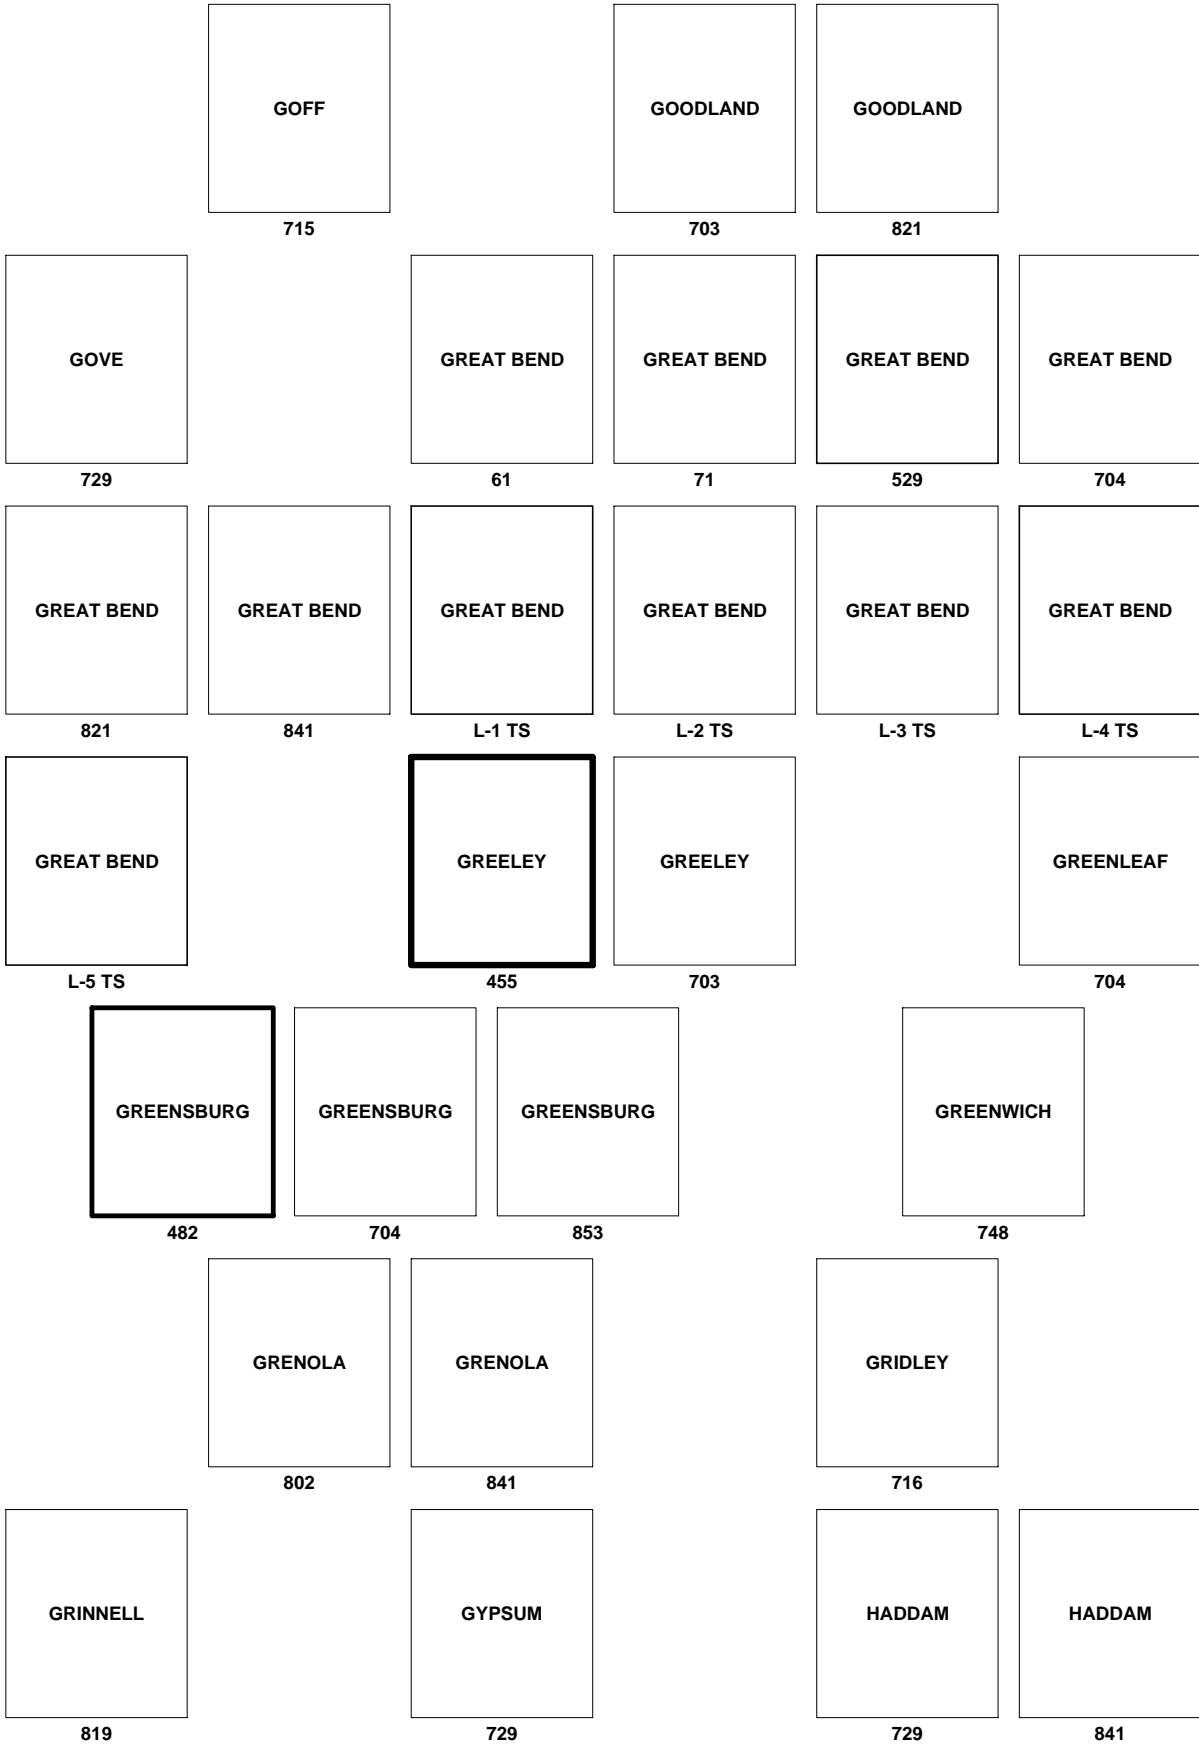 GOFF GOODLAND GOODLAND
715 703 821
GOVE GREAT BEND GREAT BEND GREAT BEND GREAT BEND
729 61 71 529 704
GREAT BEND GREAT BEND GREAT BEND GREAT BEND GREAT BEND GREAT BEND
821 841 L-1 TS L-2 TS L-3 TS L-4 TS
GREAT BEND GREELEY GREELEY GREENLEAF
L-5 TS 455 703 704
GREENSBURG GREENSBURG GREENSBURG GREENWICH
482 704 853 748
GRENOLA GRENOLA GRIDLEY
802 841 716
GRINNELL GYPSUM HADDAM HADDAM
819 729 729 841